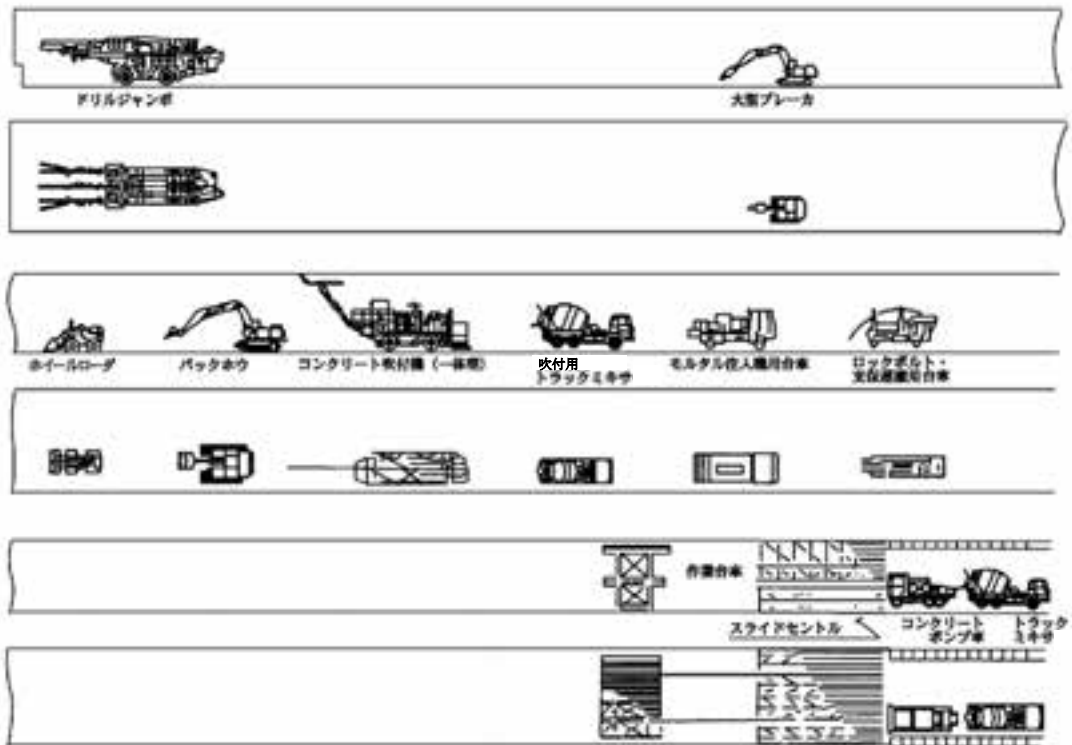 ドリルジャンボ
大型ブレーカ
ホイールローダ
バックホウ
コンクリート吹付機（一体型）
吹付用
トラックミキサ
モルタル注入機用台車
ロックボルト・
支保運搬用台車
作業台車
スライドセントル
コンクリート
ポンプ車
トラック
ミキサ